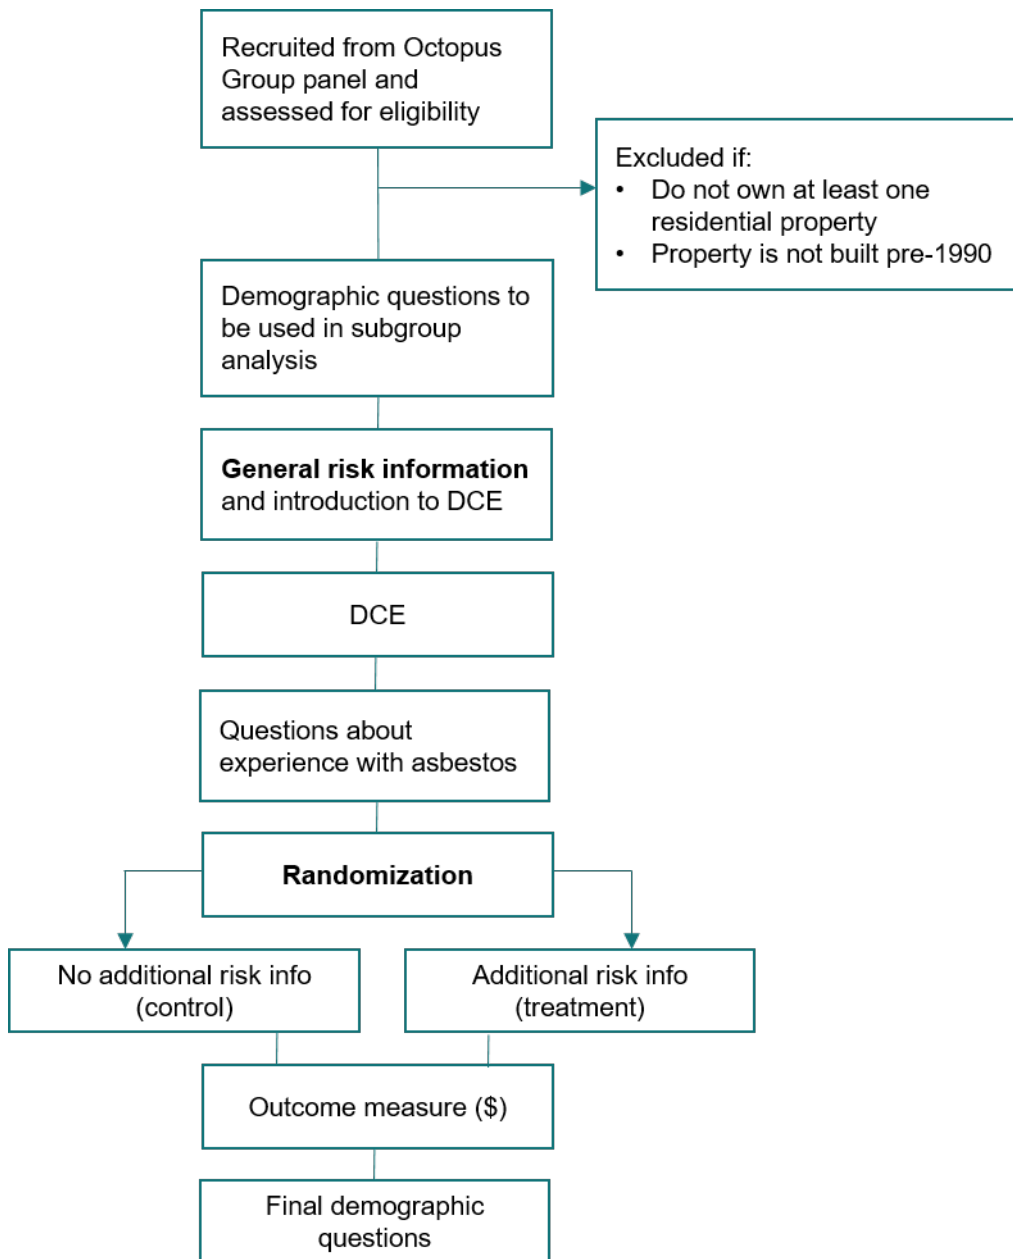 Recruited from Octopus
Group panel and
assessed for eligibility
Excluded if:
• Do not own at least one
residential property
• Property is not built pre-1990
Demographic questions to
be used in subgroup
analysis
General risk information
and introduction to DCE
DCE
Questions about
experience with asbestos
Randomization
No additional risk info
(control)
Additional risk info
(treatment)
Outcome measure ($)
Final demographic
questions